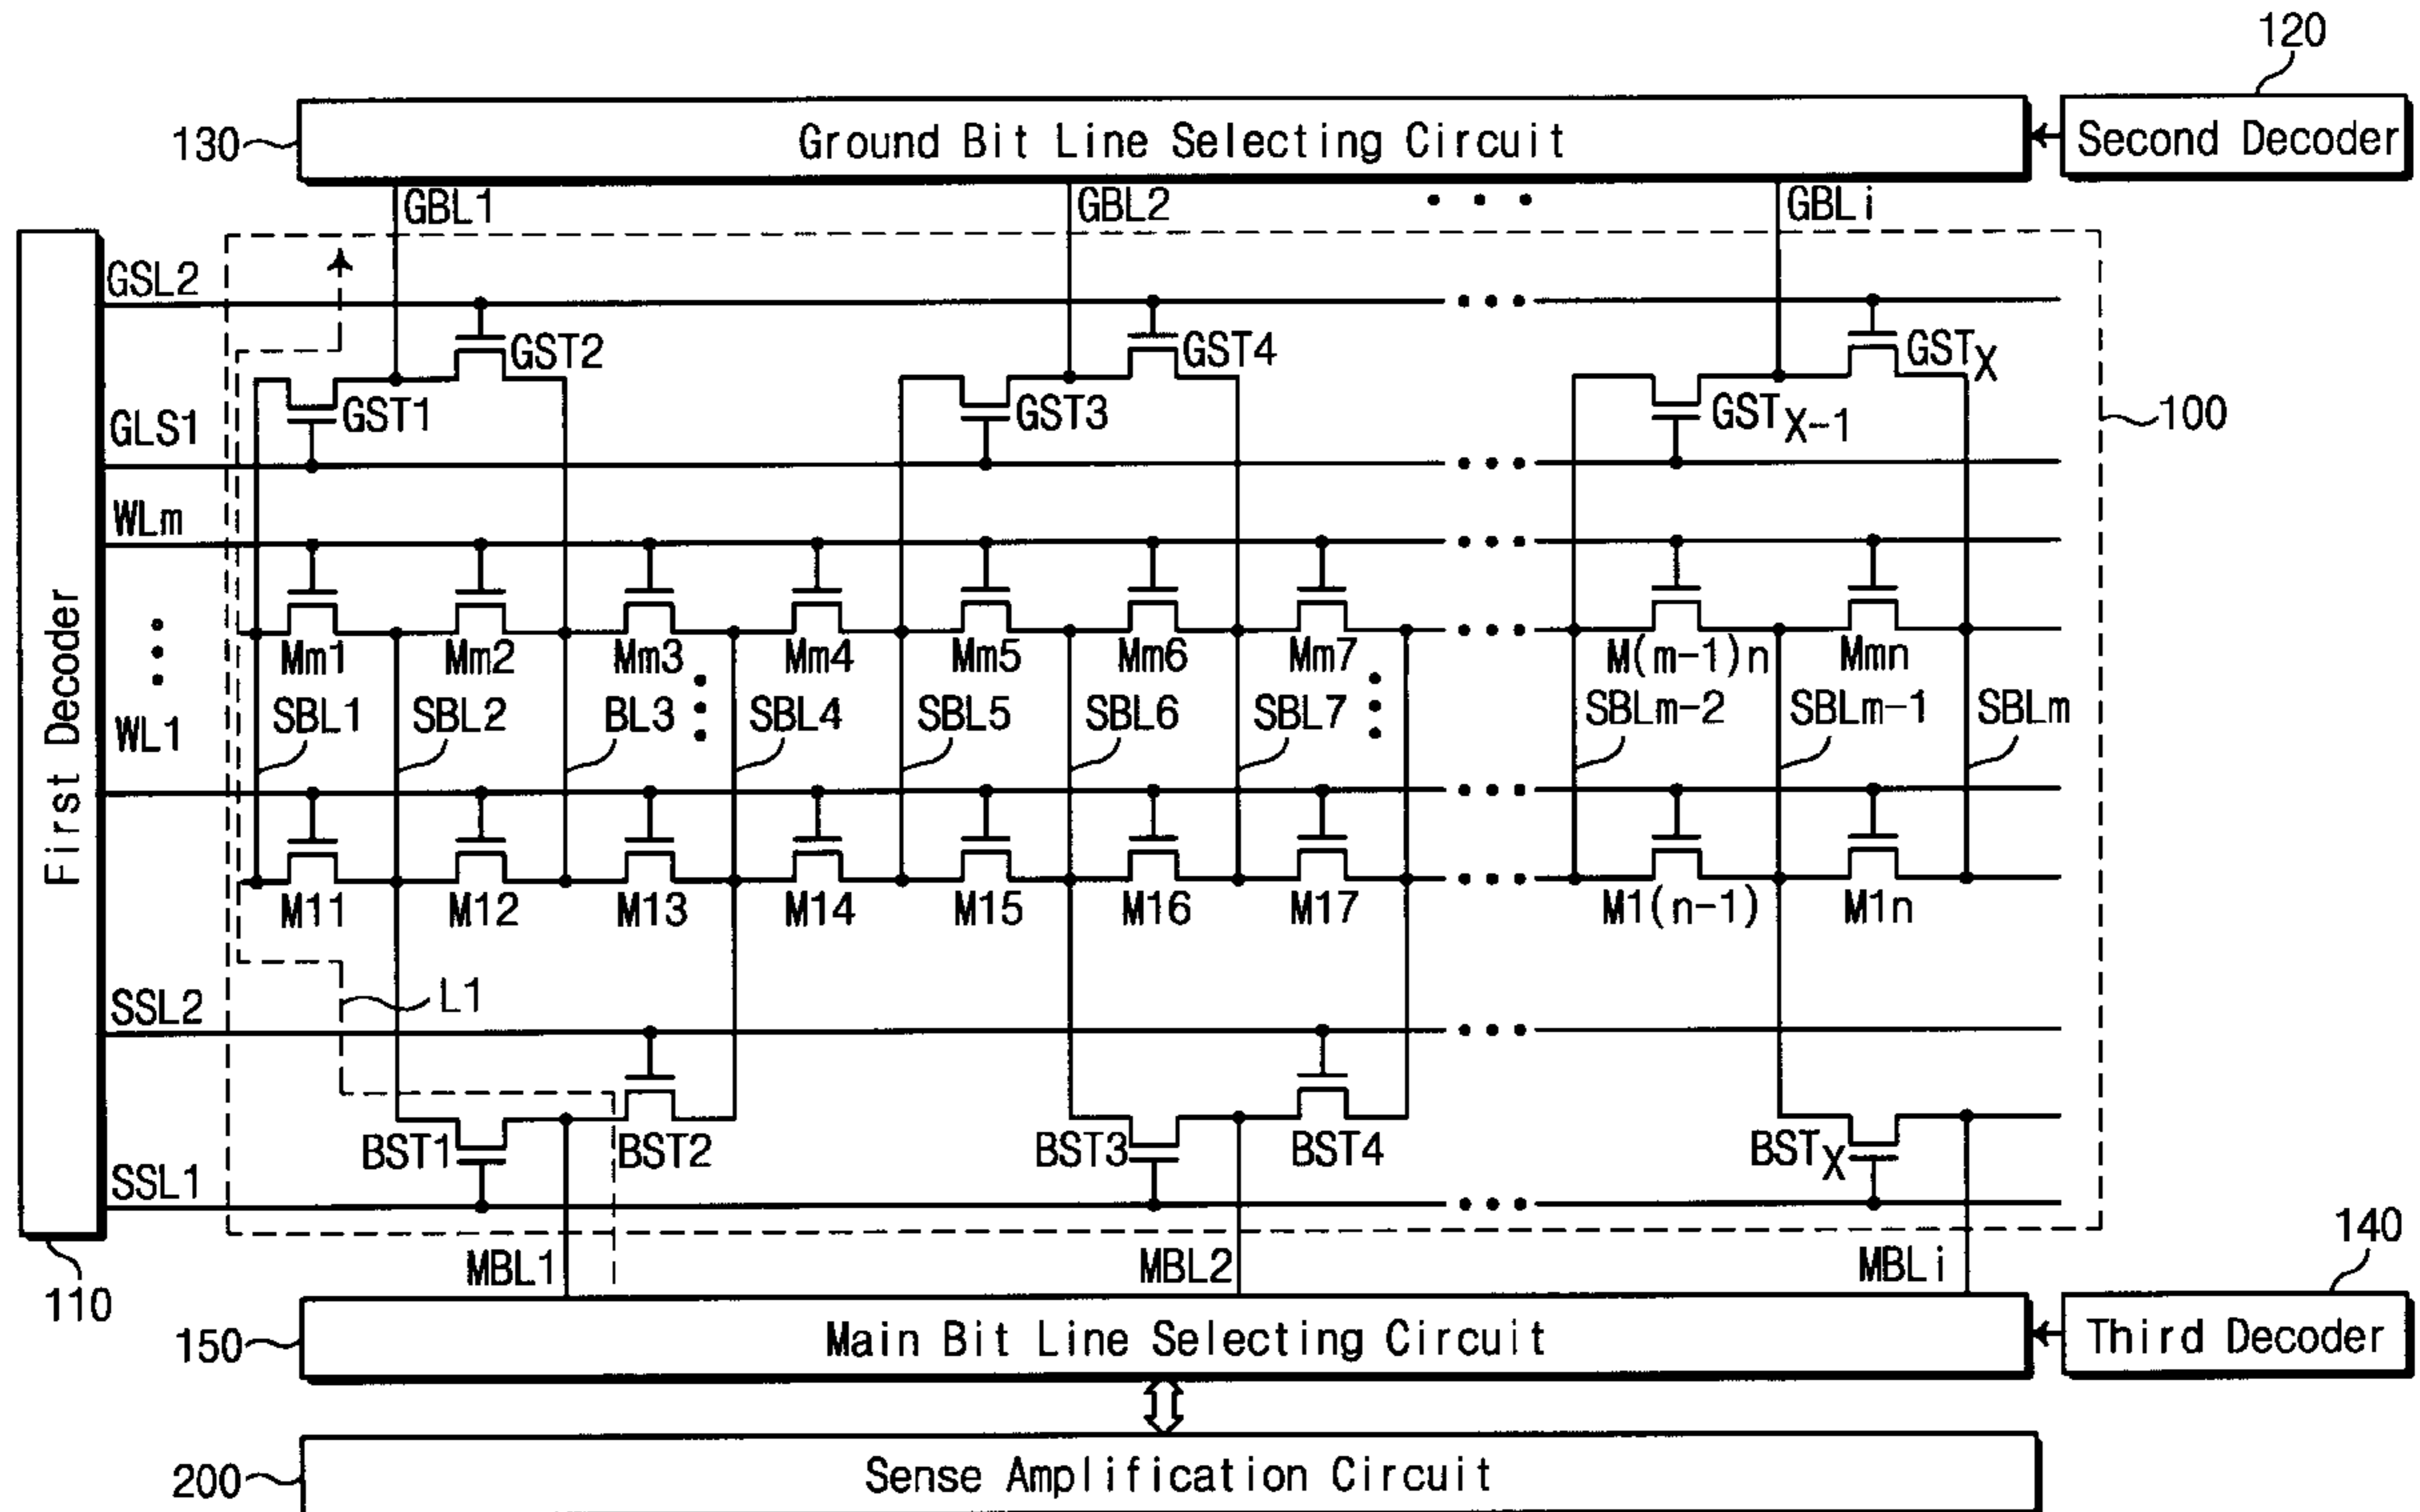 120
130
Ground Bit Line Selecting Circuit
Second Decoder
GBL1
GBL2
• • •
GBLi
GSL2
GST2
GST4
GSTX
GST1
GST3
GSTX-1
100
GLS1
WLm
Mm1 Mm2 Mm3 Mm4 Mm5 Mm6 Mm7 M(m-1)n Mmn
First Decoder
SBL1 SBL2 BL3 SBL4 SBL5 SBL6 SBL7 SBLm-2 SBLm-1 SBLm
WL1
M11 M12 M13 M14 M15 M16 M17 M1(n-1) M1n
L1
SSL2
BST1 BST2 BST3 BST4 BSTX
SSL1
MBL1 MBL2 MBLi
140
110
150
Main Bit Line Selecting Circuit
Third Decoder
200
Sense Amplification Circuit